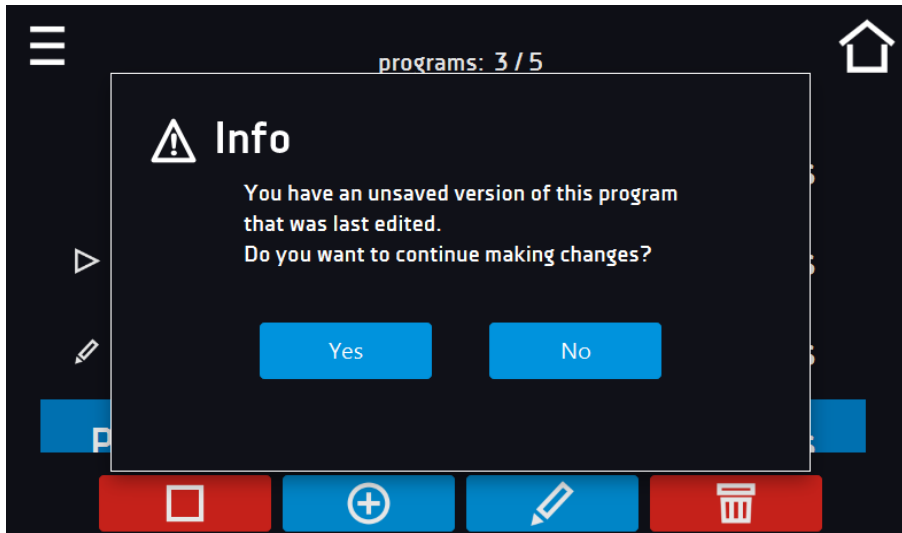 programs: 3 / 5
Info
You have an unsaved version of this program
that was last edited.
Do you want to continue making changes?
Yes
No